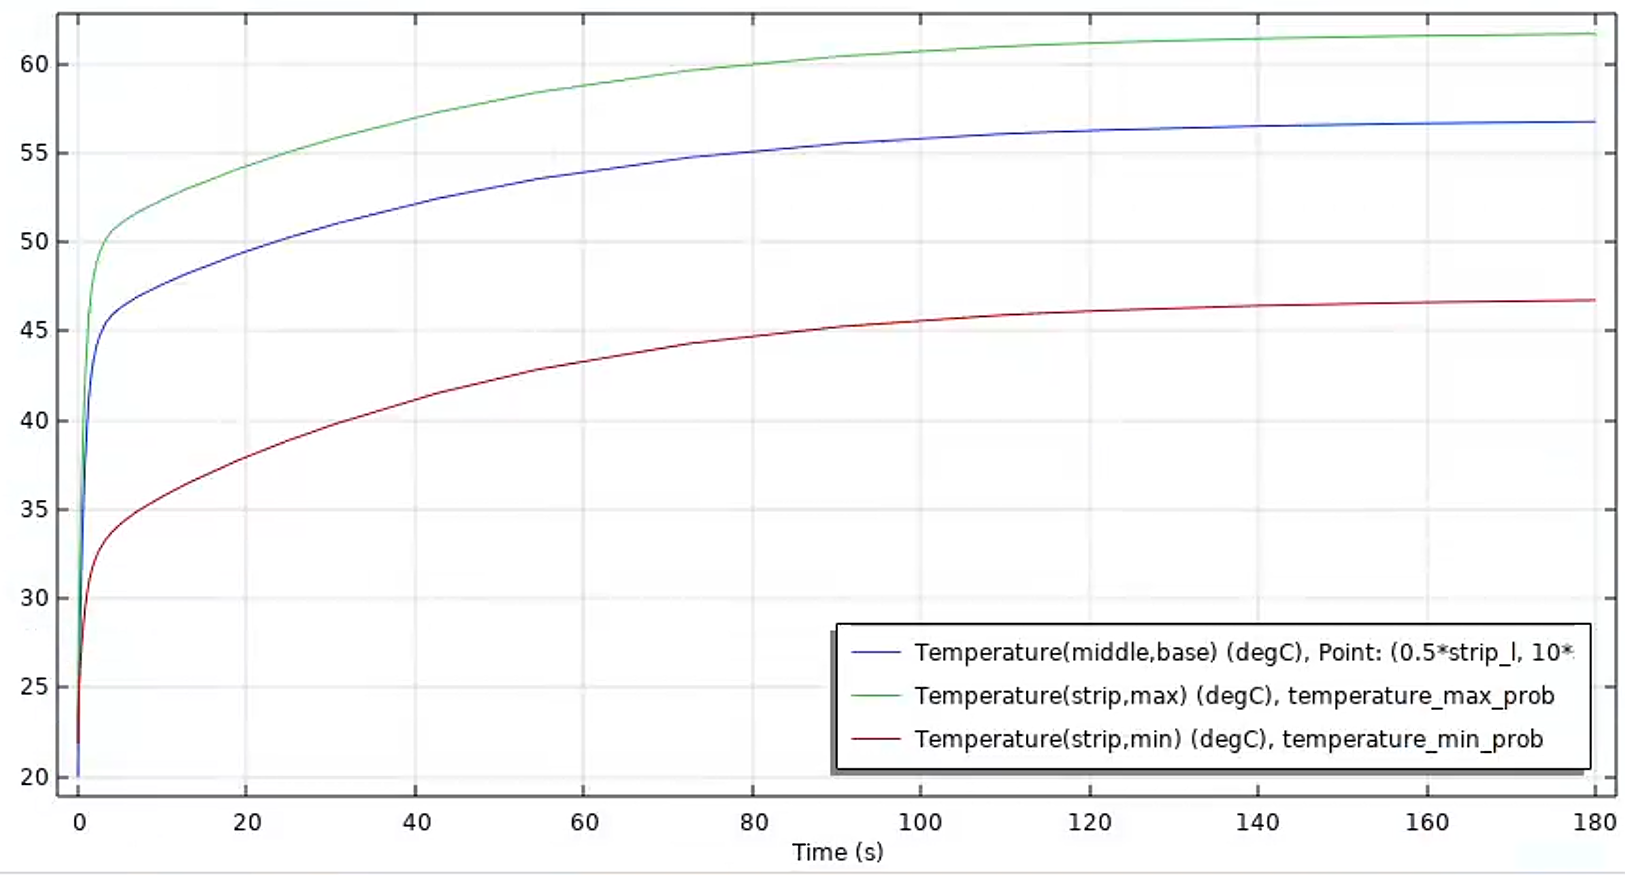 60
55
50
45
40
35
30
25
20
Temperature(middle,base) (degC), Point: (0.5*strip_l, 10*
Temperature(strip,max) (degC), temperature_max_prob
Temperature(strip,min) (degC), temperature_min_prob
0 20 40 60 80 100 120 140 160 180
Time (s)